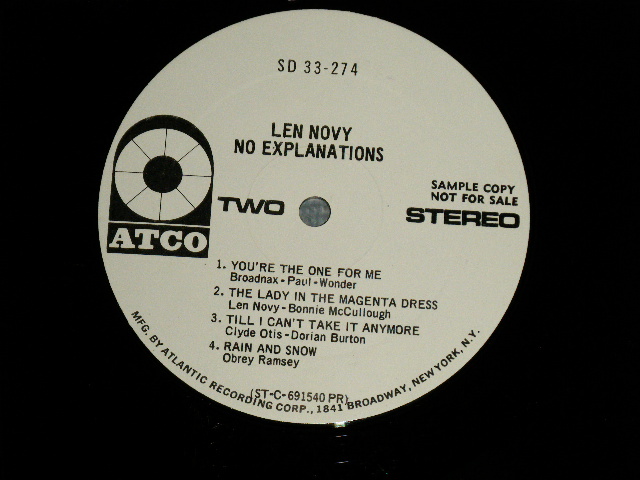 SD 33-274
LEN NOVY
NO EXPLANATIONS
SAMPLE COPY
NOT FOR SALE
TWO
STEREO
ATCO
1. YOU'RE THE ONE FOR ME
Broadnax - Paul - Wonder
2. THE LADY IN THE MAGENTA DRESS
Len Novy - Bonnie McCullough
3. TILL I CAN'T TAKE IT ANYMORE
Clyde Otis - Dorian Burton
4. RAIN AND SNOW
Obrey Ramsey
(ST-C-691540 PR)
MFG. BY ATLANTIC RECORDING CORP., 1841 BROADWAY, NEW YORK, N.Y.